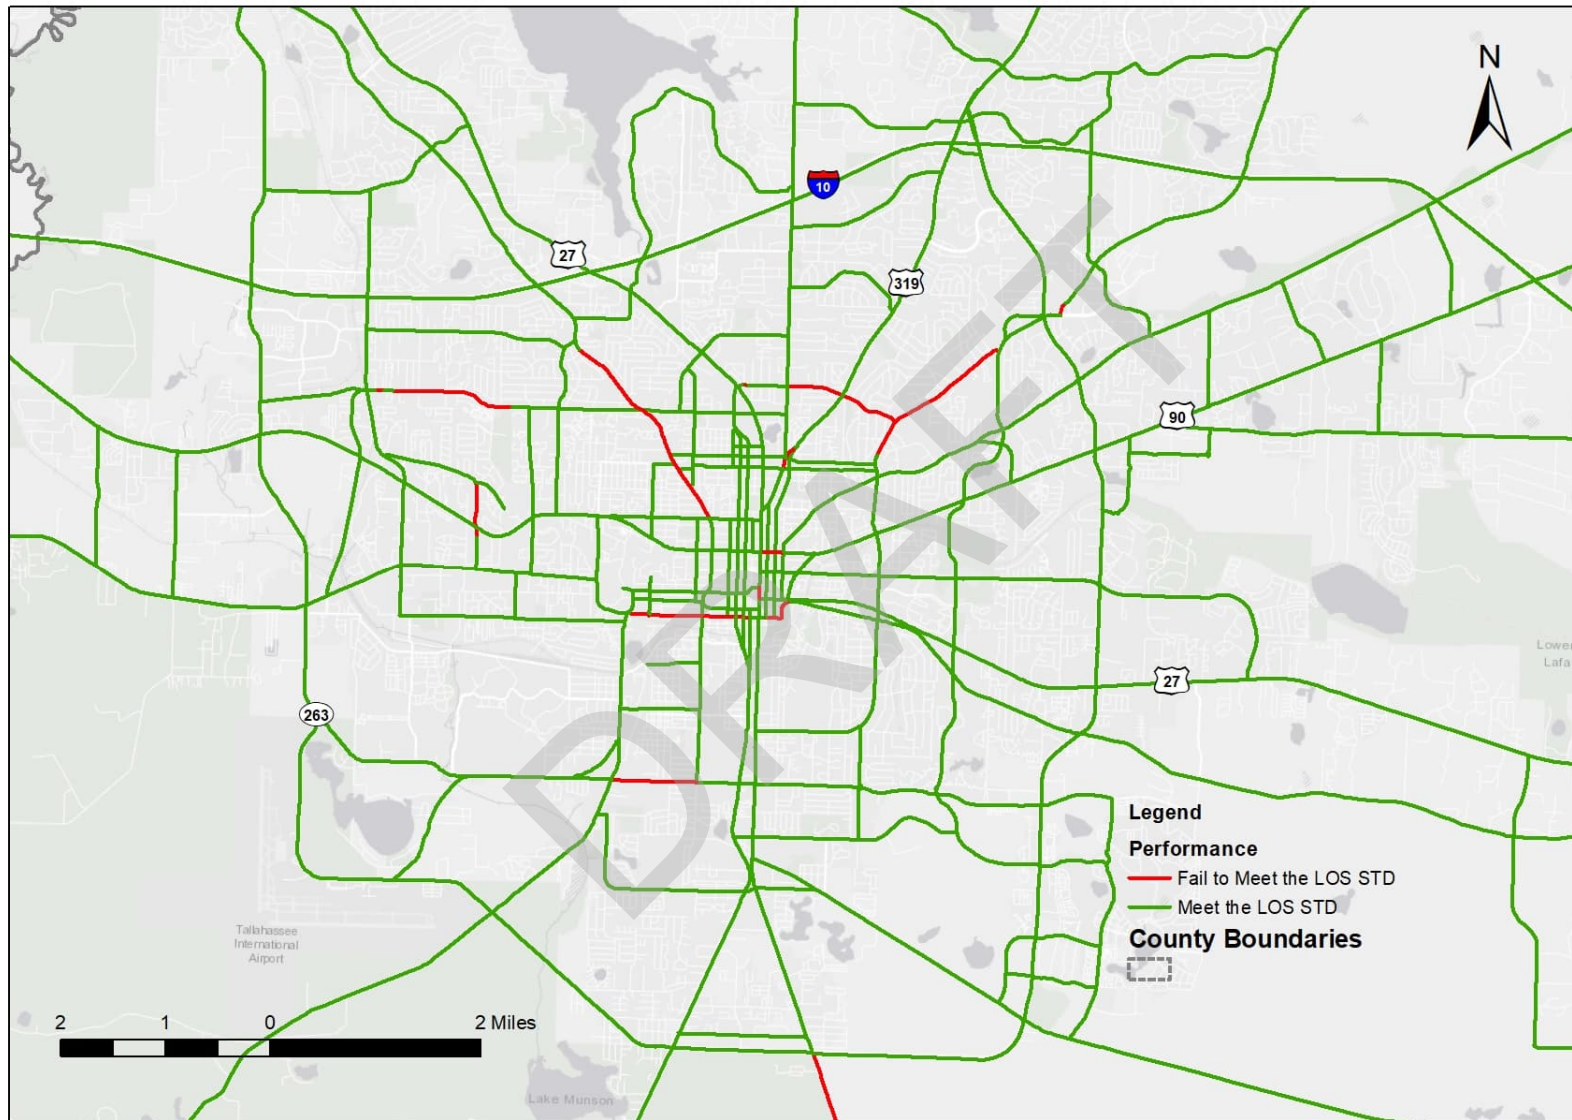 N
10
27
319
90
DRAFT
Lower
Lafa
27
263
Legend
Performance
Fail to Meet the LOS STD
Meet the LOS STD
County Boundaries
Tallahassee
International
Airport
2 1 0 2 Miles
Lake Munson